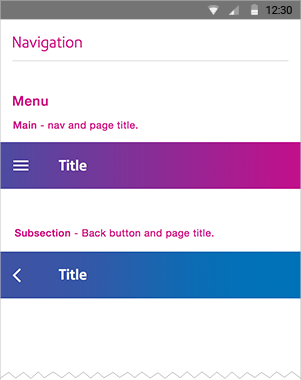 12:30
Navigation
Menu
Main - nav and page title.
Title
Subsection - Back button and page title.
Title